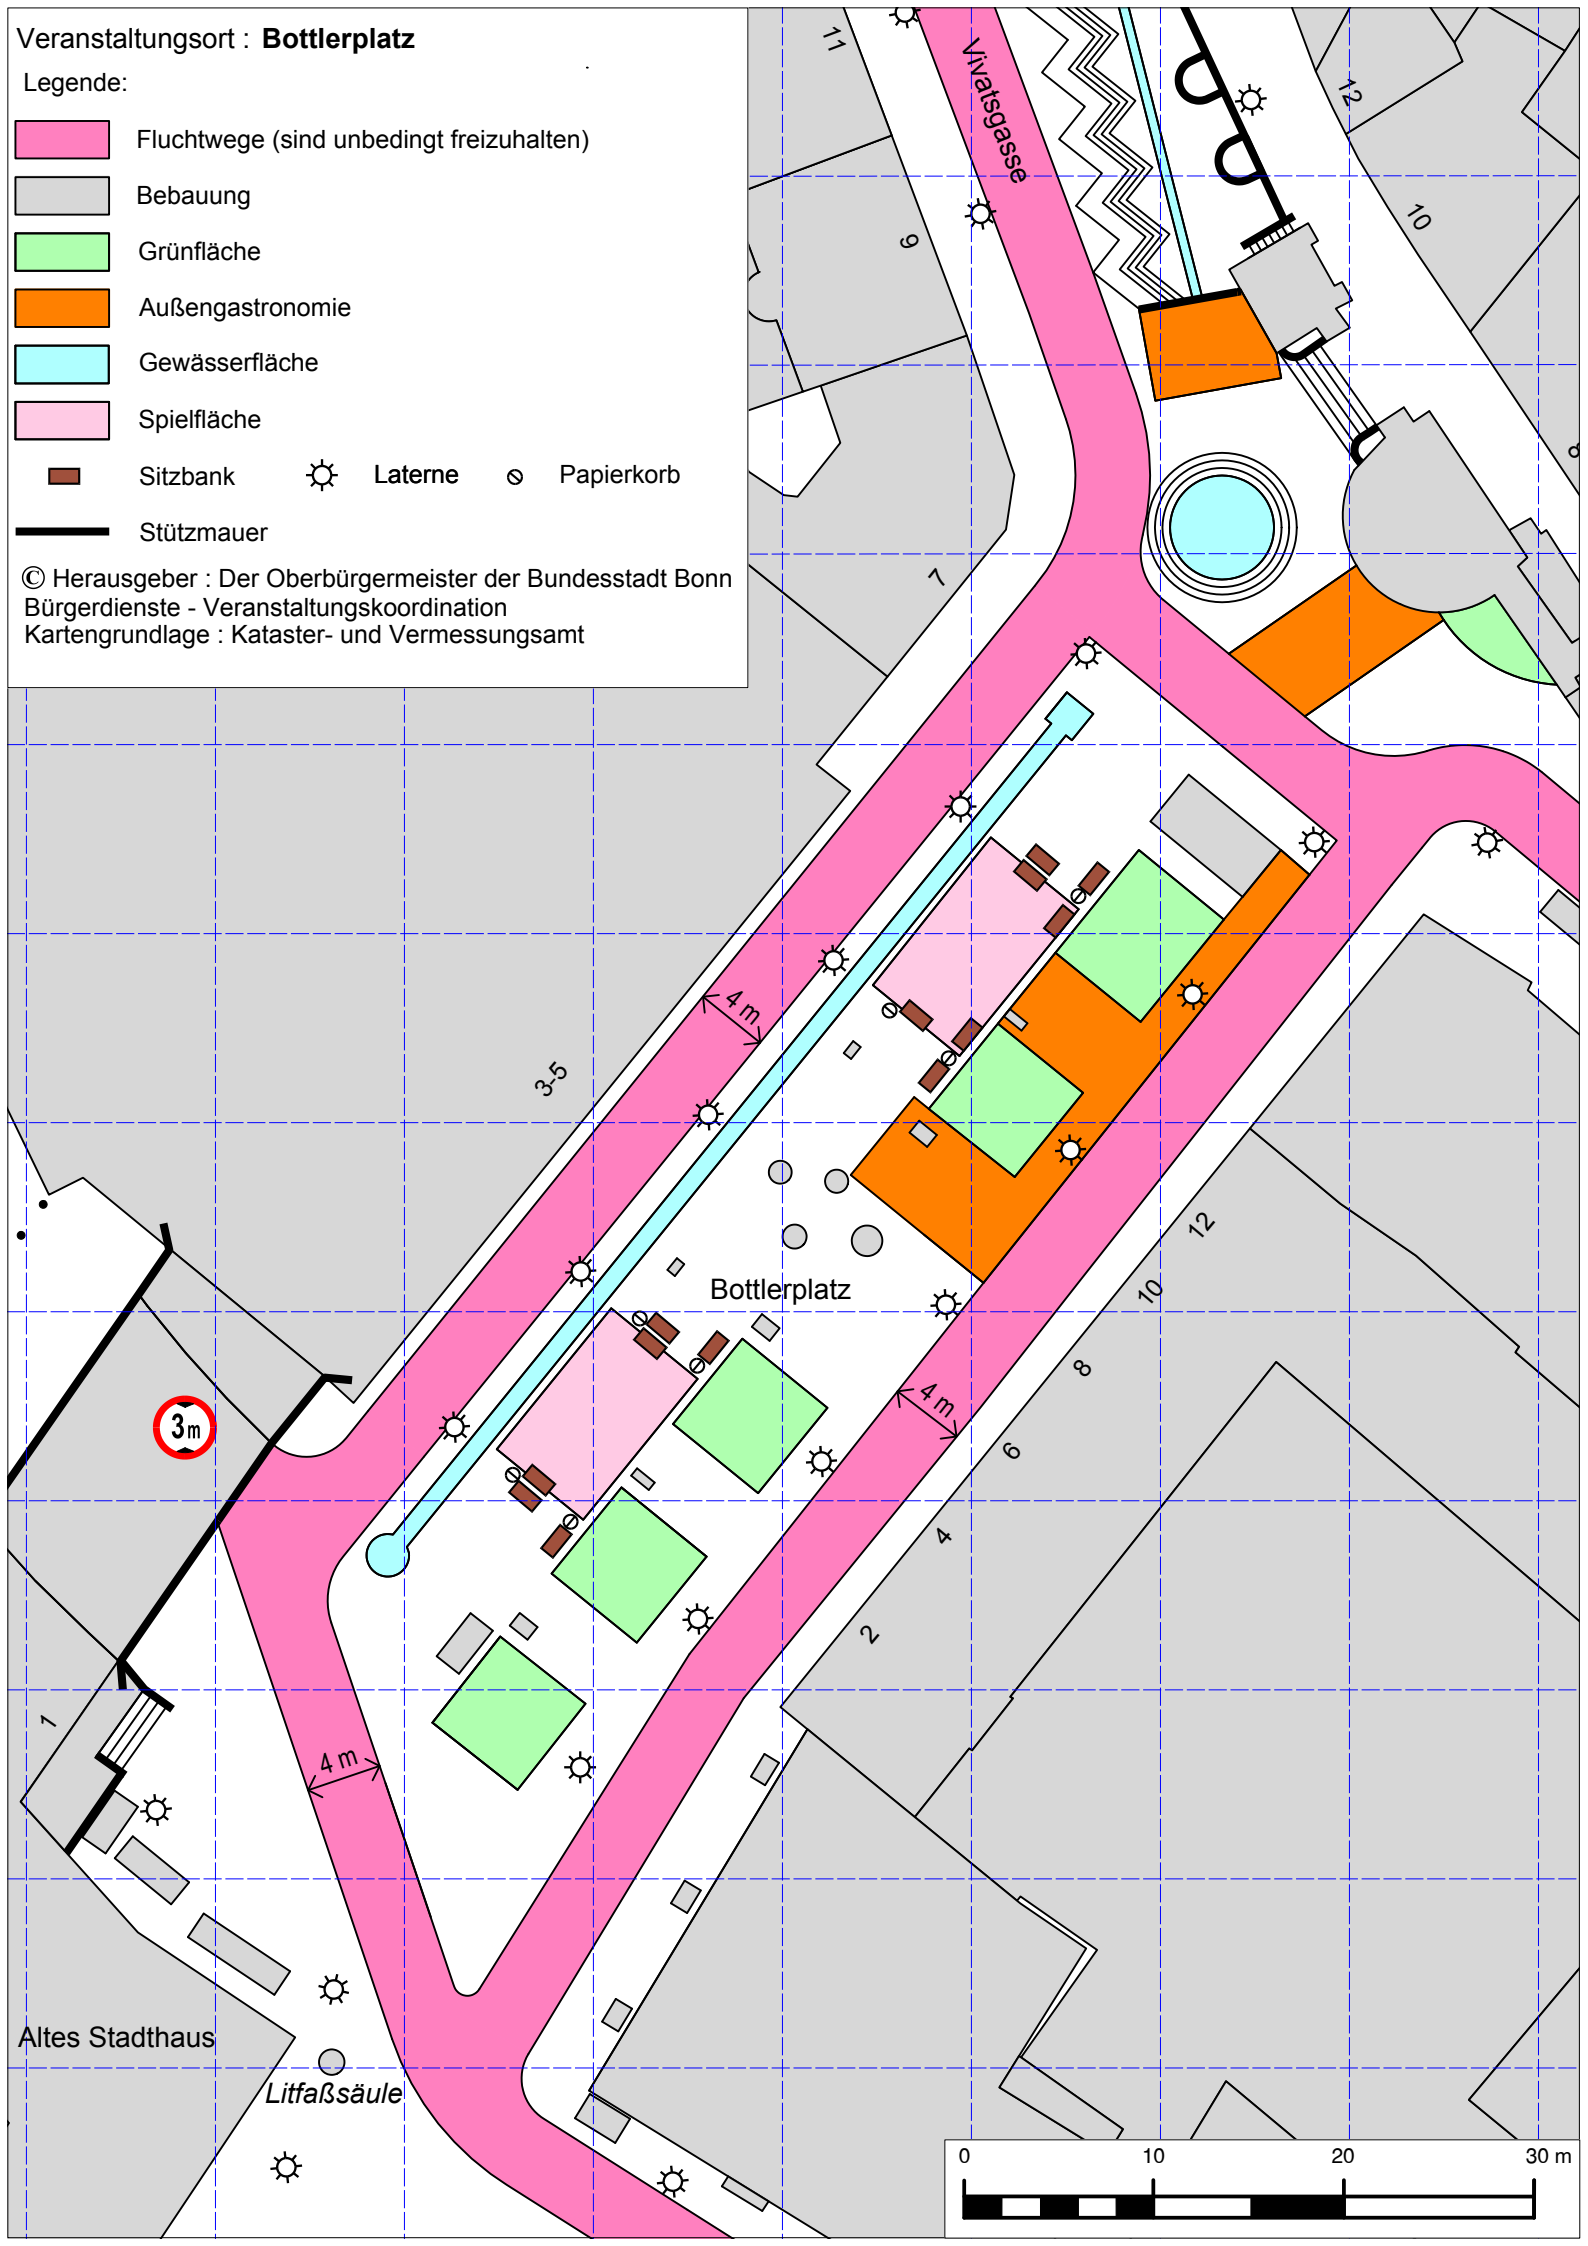 Veranstaltungsort : Bottlerplatz
Legende:
Fluchtwege (sind unbedingt freizuhalten)
Bebauung
Grünfläche
Außengastronomie
Gewässerfläche
Spielfläche
Sitzbank Laterne Papierkorb
Stützmauer
© Herausgeber : Der Oberbürgermeister der Bundesstadt Bonn
Bürgerdienste - Veranstaltungskoordination
Kartengrundlage : Kataster- und Vermessungsamt
11
Vivatsgasse
12
9
10
8
7
4 m
3-5
12
Bottlerplatz
10
8
4 m
3 m
6
4
2
1
4 m
Altes Stadthaus
Litfaßsäule
0 10 20 30 m